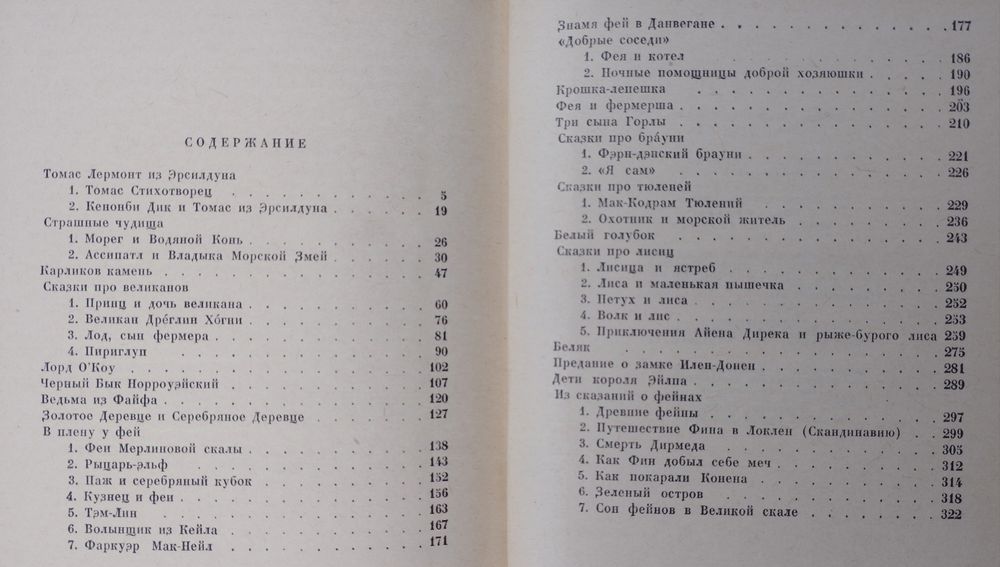 СОДЕРЖАНИЕ
Томас Лермонт из Эрсилдуна
1. Томас Стихотворец . . . . . . . . . . . . 5
2. Кенонби Дик и Томас из Эрсилдуна . . . . . . 19
Страшные чудища
1. Морег и Водяной Конь . . . . . . . . . . . 26
2. Ассипатл и Владыка Морской Змей . . . . . . 30
Карликов камень . . . . . . . . . . . . . . . 47
Сказки про великанов
1. Принц и дочь великана . . . . . . . . . . . 60
2. Великан Дре́глин Хо́гни . . . . . . . . . . . 76
3. Лод, сын фермера . . . . . . . . . . . . . 81
4. Пириглуп . . . . . . . . . . . . . . . . 90
Лорд О'Коу . . . . . . . . . . . . . . . . . 102
Черный Бык Норроуэйский . . . . . . . . . . . 107
Ведьма из Файфа . . . . . . . . . . . . . . . 120
Золотое Деревце и Серебряное Деревце . . . . . . 127
В плену у фей
1. Феи Мерлиновой скалы . . . . . . . . . . . 138
2. Рыцарь-эльф . . . . . . . . . . . . . . . 143
3. Паж и серебряный кубок . . . . . . . . . . 152
4. Кузнец и феи . . . . . . . . . . . . . . . 156
5. Тэм-Лин . . . . . . . . . . . . . . . . . 163
6. Волынщик из Кейла . . . . . . . . . . . . 167
7. Фаркуэр Мак-Нейл . . . . . . . . . . . . . 171
Знамя фей в Данвегане . . . . . . . . . . . . . 177
«Добрые соседи»
1. Фея и котел . . . . . . . . . . . . . . . 186
2. Ночные помощницы доброй хозяюшки . . . . . 190
Крошка-лепешка . . . . . . . . . . . . . . . 196
Фея и фермерша . . . . . . . . . . . . . . . 203
Три сына Горлы . . . . . . . . . . . . . . . 210
Сказки про бра́уни
1. Фэрн-дэнский брауни . . . . . . . . . . . . 221
2. «Я сам» . . . . . . . . . . . . . . . . . 226
Сказки про тюленей
1. Мак-Кодрам Тюлений . . . . . . . . . . . . 229
2. Охотник и морской житель . . . . . . . . . 236
Белый голубок . . . . . . . . . . . . . . . . 243
Сказки про лисиц
1. Лисица и ястреб . . . . . . . . . . . . . 249
2. Лиса и маленькая пышечка . . . . . . . . . 250
3. Петух и лиса . . . . . . . . . . . . . . . 252
4. Волк и лис . . . . . . . . . . . . . . . . 253
5. Приключения Айена Дирека и рыже-бурого лиса 259
Беляк . . . . . . . . . . . . . . . . . . . 275
Предание о замке Илен-Донен . . . . . . . . . . 281
Дети короля Эйлпа . . . . . . . . . . . . . . 289
Из сказаний о фейнах
1. Древние фейны . . . . . . . . . . . . . . 297
2. Путешествие Фина в Локлен (Скандинавию) . . 299
3. Смерть Дирмеда . . . . . . . . . . . . . . 305
4. Как Фин добыл себе меч . . . . . . . . . . 312
5. Как покарали Конена . . . . . . . . . . . . 314
6. Зеленый остров . . . . . . . . . . . . . . 318
7. Сон фейнов в Великой скале . . . . . . . . 322